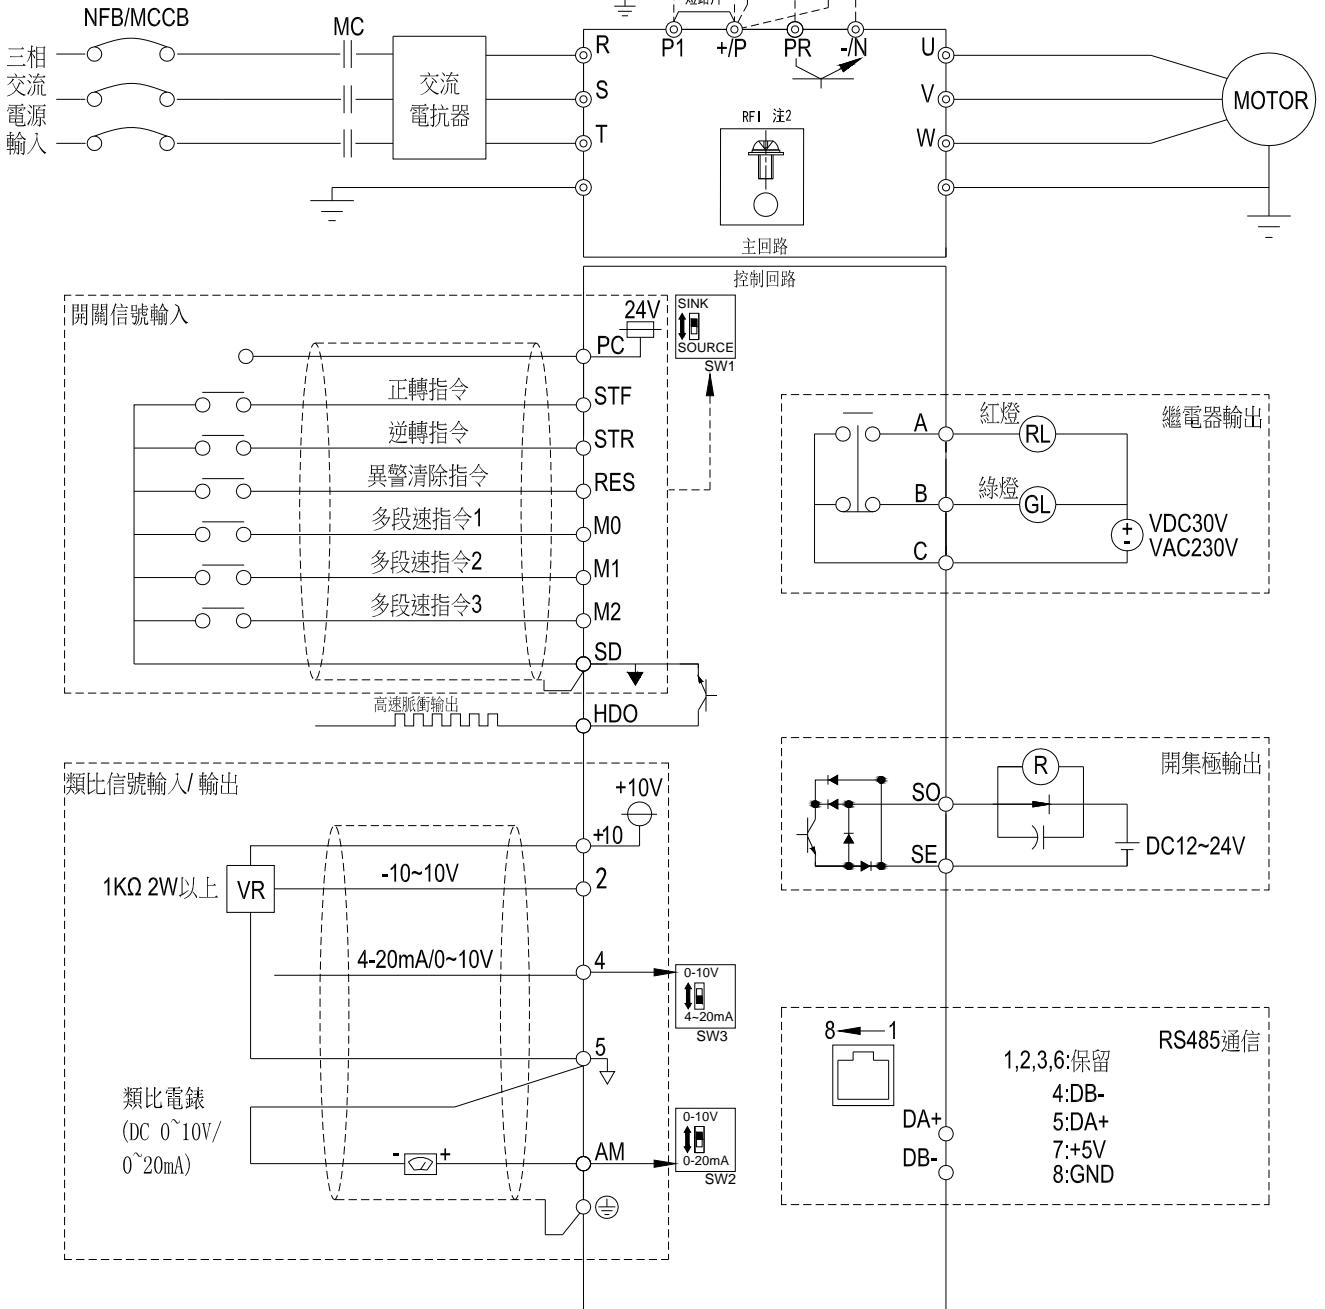 NFB/MCCB
MC
短路片
三相
交流
電源
輸入
交流
電抗器
R
S
T
P1
+/P
PR
-/N
U
V
W
MOTOR
RFI 注2
主回路
控制回路
開關信號輸入
24V
PC
SINK
SOURCE
SW1
正轉指令
STF
逆轉指令
STR
異警清除指令
RES
多段速指令1
M0
多段速指令2
M1
多段速指令3
M2
SD
高速脈衝輸出
HDO
繼電器輸出
A
紅燈
RL
B
綠燈
GL
C
+
-
VDC30V
VAC230V
類比信號輸入/ 輸出
+10V
+10
1KΩ 2W以上
VR
-10~10V
2
4-20mA/0~10V
4
0-10V
4~20mA
SW3
5
類比電錶
(DC 0~10V/
0~20mA)
-
+
AM
0-10V
0-20mA
SW2
開集極輸出
R
SO
SE
DC12~24V
RS485通信
8
1
1,2,3,6:保留
4:DB-
5:DA+
7:+5V
8:GND
DA+
DB-